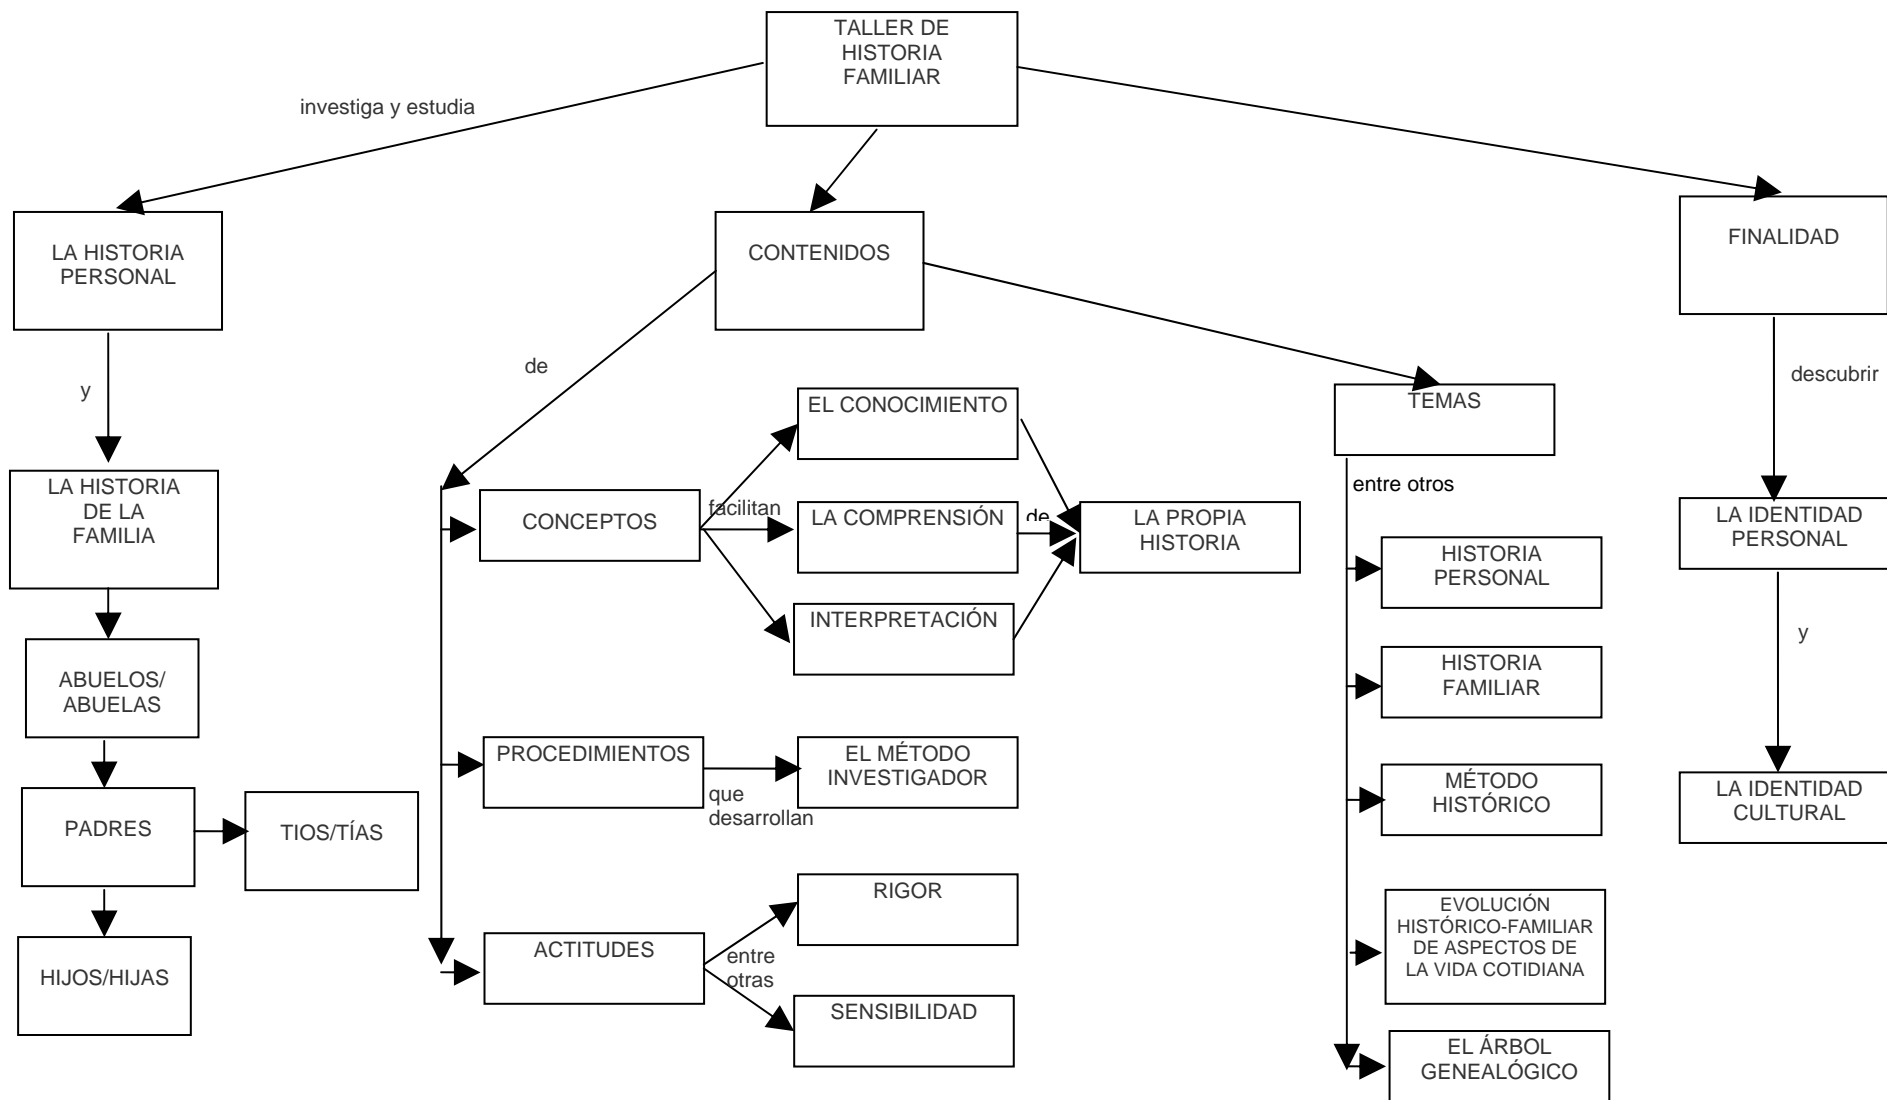 TALLER DE
HISTORIA
FAMILIAR
investiga y estudia
LA HISTORIA
PERSONAL
y
LA HISTORIA
DE LA
FAMILIA
ABUELOS/
ABUELAS
PADRES
TIOS/TÍAS
HIJOS/HIJAS
CONTENIDOS
de
CONCEPTOS
facilitan
EL CONOCIMIENTO
LA COMPRENSIÓN
INTERPRETACIÓN
de
LA PROPIA
HISTORIA
PROCEDIMIENTOS
que
desarrollan
EL MÉTODO
INVESTIGADOR
ACTITUDES
entre
otras
RIGOR
SENSIBILIDAD
TEMAS
entre otros
HISTORIA
PERSONAL
HISTORIA
FAMILIAR
MÉTÓDO
HISTÓRICO
EVOLUCIÓN
HISTÓRICO-FAMILIAR
DE ASPECTOS DE
LA VIDA COTIDIANA
EL ÁRBOL
GENEALÓGICO
FINALIDAD
descubrir
LA IDENTIDAD
PERSONAL
y
LA IDENTIDAD
CULTURAL